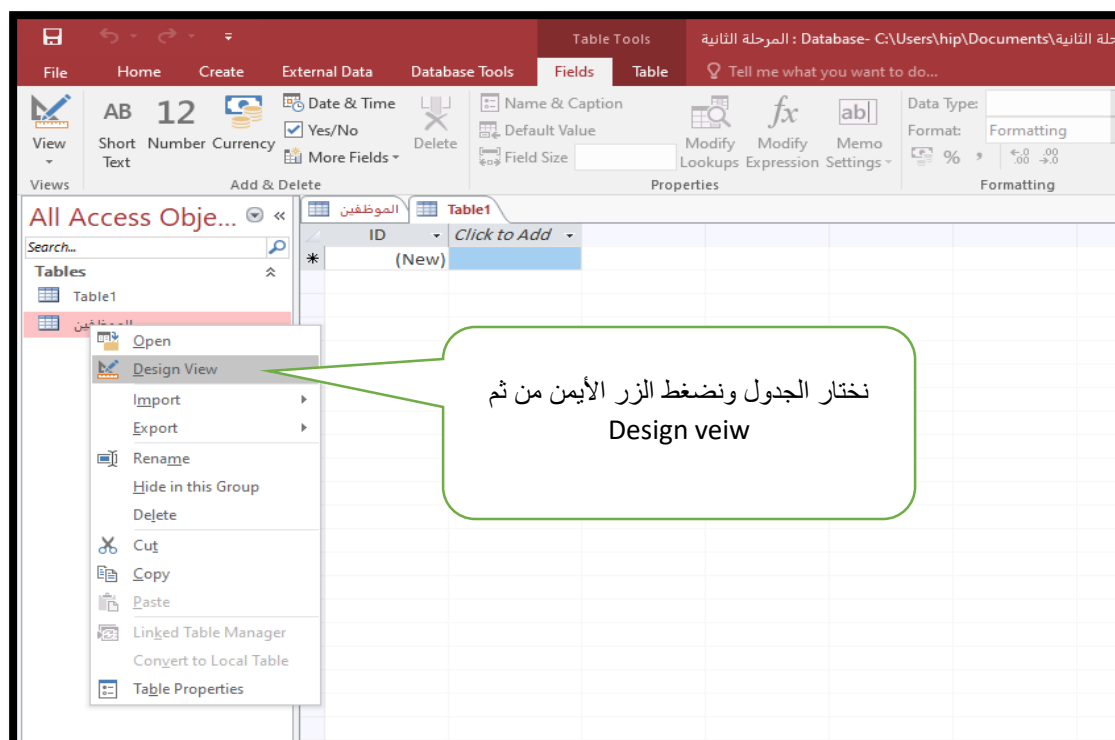 Table Tools
المرحلة الثانية : Database- C:\Users\hip\Documents\حلة الثانية
File Home Create External Data Database Tools Fields Table Tell me what you want to do...
View
AB Short Text
12 Number
Currency
Date & Time
Yes/No
More Fields
Delete
Name & Caption
Default Value
Field Size
Modify Lookups
fx Modify Expression
ab| Memo Settings
Data Type:
Format: Formatting
% , .00 .0
Views Add & Delete Properties Formatting
All Access Obje... «
Search...
Tables
Table1
الموظفين
الموظفين Table1
ID Click to Add
* (New)
Open
Design View
Import
Export
Rename
Hide in this Group
Delete
Cut
Copy
Paste
Linked Table Manager
Convert to Local Table
Table Properties
نختار الجدول ونضغط الزر الأيمن من ثم
Design veiw